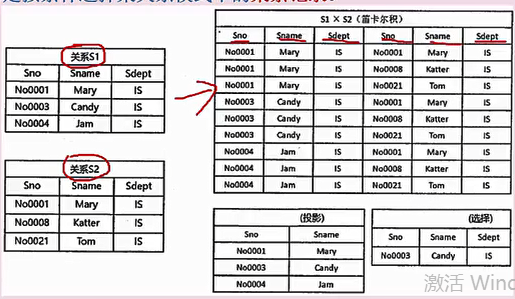 关系S1
Sno Sname Sdept
No0001 Mary IS
No0003 Candy IS
No0004 Jam IS
关系S2
Sno Sname Sdept
No0001 Mary IS
No0008 Katter IS
No0021 Tom IS
S1 × S2（笛卡尔积）
Sno Sname Sdept Sno Sname Sdept
No0001 Mary IS No0001 Mary IS
No0001 Mary IS No0008 Katter IS
No0001 Mary IS No0021 Tom IS
No0003 Candy IS No0001 Mary IS
No0003 Candy IS No0008 Katter IS
No0003 Candy IS No0021 Tom IS
No0004 Jam IS No0001 Mary IS
No0004 Jam IS No0008 Katter IS
No0004 Jam IS No0021 Tom IS
(投影)
Sno Sname
No0001 Mary
No0003 Candy
No0004 Jam
(选择)
Sno Sname Sdept
No0003 Candy IS
激活 Wind